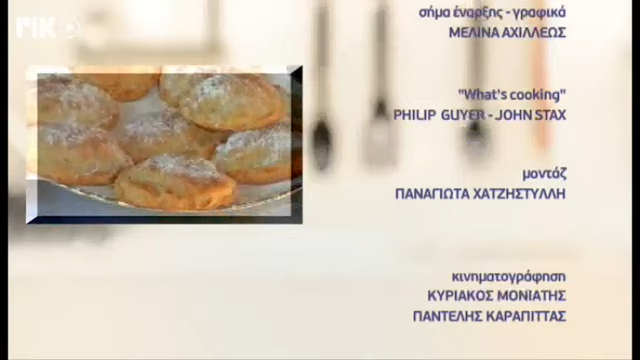 ρικ
σήμα έναρξης - γραφικά
ΜΕΛΙΝΑ ΑΧΙΛΛΕΩΣ
"What's cooking"
PHILIP GUYER - JOHN STAX
μοντάζ
ΠΑΝΑΓΙΩΤΑ ΧΑΤΖΗΣΤΥΛΛΗ
κινηματογράφηση
ΚΥΡΙΑΚΟΣ ΜΟΝΙΑΤΗΣ
ΠΑΝΤΕΛΗΣ ΚΑΡΑΠΙΤΤΑΣ